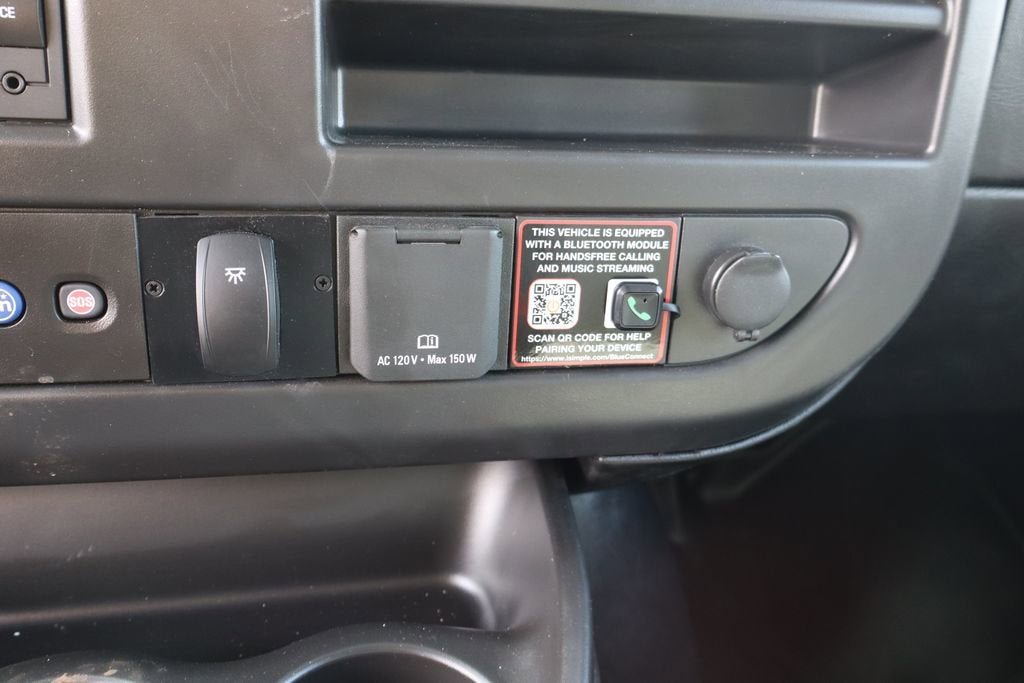 CE
n
SOS
AC 120 V • Max 150 W
THIS VEHICLE IS EQUIPPED
WITH A BLUETOOTH MODULE
FOR HANDSFREE CALLING
AND MUSIC STREAMING
SCAN QR CODE FOR HELP
PAIRING YOUR DEVICE
https://www.isimple.com/BlueConnect